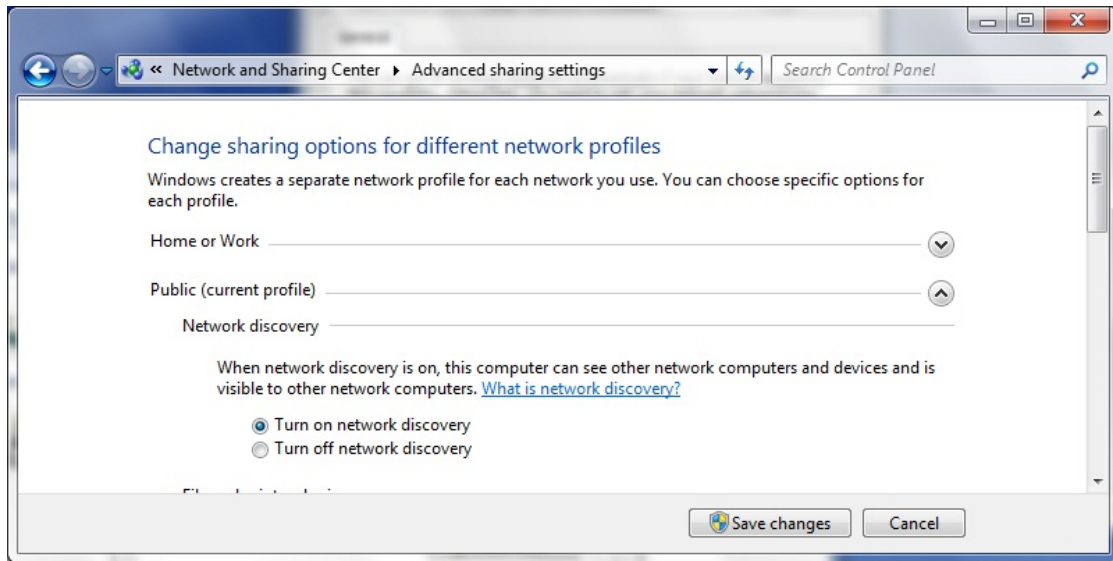 General
« Network and Sharing Center ▸ Advanced sharing settings
Search Control Panel
Change sharing options for different network profiles
Windows creates a separate network profile for each network you use. You can choose specific options for
each profile.
Home or Work
Public (current profile)
Network discovery
When network discovery is on, this computer can see other network computers and devices and is
visible to other network computers. What is network discovery?
Turn on network discovery
Turn off network discovery
Save changes
Cancel